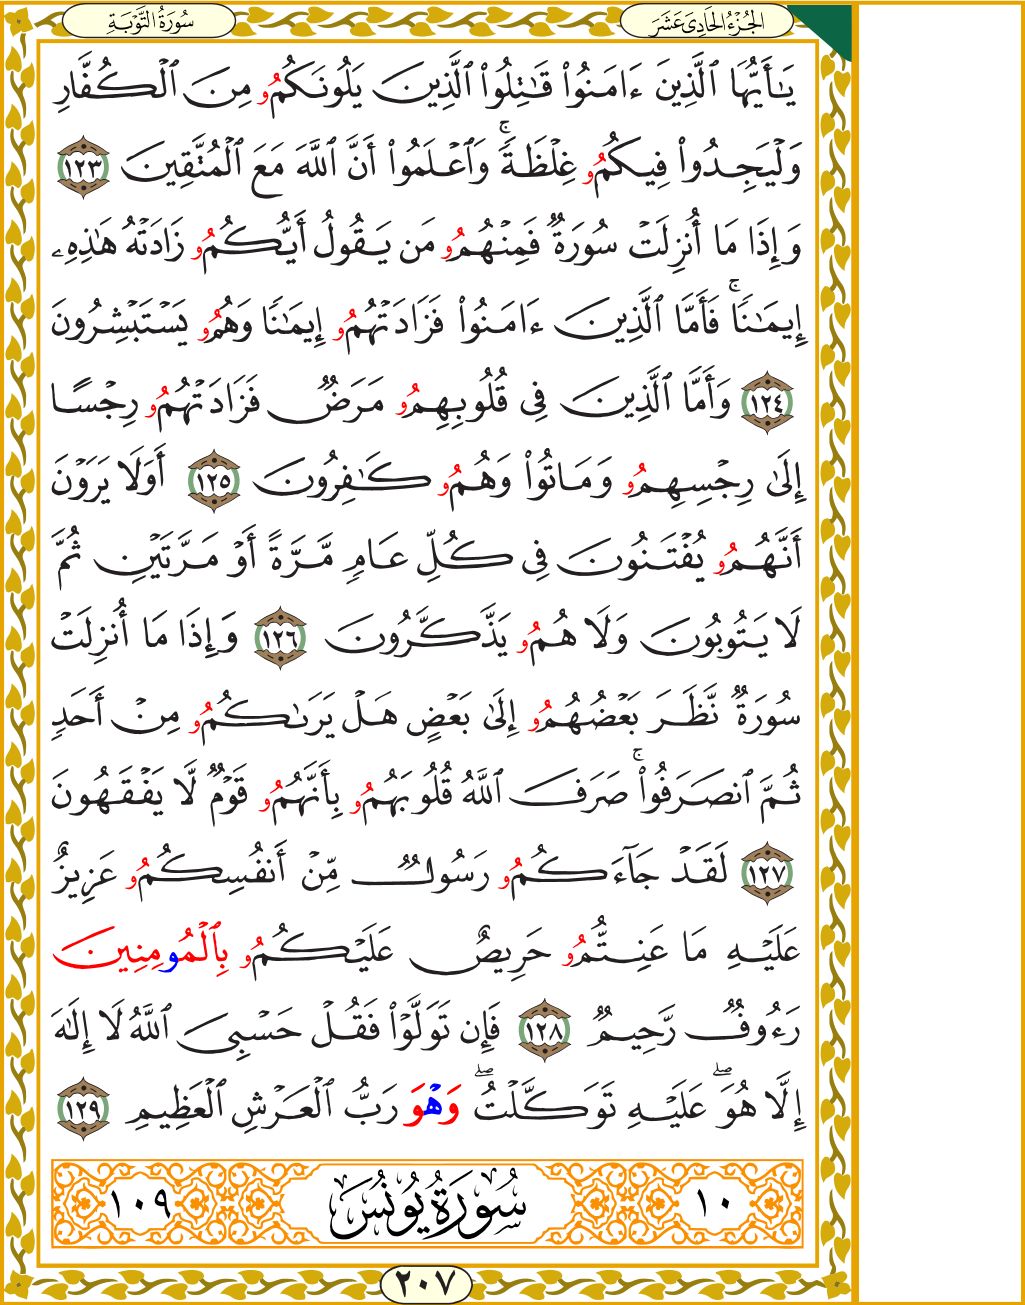 الجُزْءُ الحَادِىَ عَشَرَ
سُورَةُ التَّوْبَةِ
يَٰٓأَيُّهَا ٱلَّذِينَ ءَامَنُوا۟ قَٰتِلُوا۟ ٱلَّذِينَ يَلُونَكُمُو مِنَ ٱلْكُفَّارِ
وَلْيَجِدُوا۟ فِيكُمُو غِلْظَةً ۚ وَٱعْلَمُوٓا۟ أَنَّ ٱللَّهَ مَعَ ٱلْمُتَّقِينَ ١٢٣
وَإِذَا مَا أُنزِلَتْ سُورَةٌ فَمِنْهُمُو مَن يَقُولُ أَيُّكُمُو زَادَتْهُ هَٰذِهِۦ
إِيمَٰنًا ۚ فَأَمَّا ٱلَّذِينَ ءَامَنُوا۟ فَزَادَتْهُمُو إِيمَٰنًا وَهُمُو يَسْتَبْشِرُونَ
١٢٤ وَأَمَّا ٱلَّذِينَ فِى قُلُوبِهِمُو مَرَضٌ فَزَادَتْهُمُو رِجْسًا
إِلَىٰ رِجْسِهِمُو وَمَاتُوا۟ وَهُمُو كَٰفِرُونَ ١٢٥ أَوَلَا يَرَوْنَ
أَنَّهُمُو يُفْتَنُونَ فِى كُلِّ عَامٍ مَّرَّةً أَوْ مَرَّتَيْنِ ثُمَّ
لَا يَتُوبُونَ وَلَا هُمُو يَذَّكَّرُونَ ١٢٦ وَإِذَا مَا أُنزِلَتْ
سُورَةٌ نَّظَرَ بَعْضُهُمُو إِلَىٰ بَعْضٍ هَلْ يَرَىٰكُمُو مِنْ أَحَدٍ
ثُمَّ ٱنصَرَفُوا۟ ۚ صَرَفَ ٱللَّهُ قُلُوبَهُمُو بِأَنَّهُمُو قَوْمٌ لَّا يَفْقَهُونَ
١٢٧ لَقَدْ جَآءَكُمُو رَسُولٌ مِّنْ أَنفُسِكُمُو عَزِيزٌ
عَلَيْهِ مَا عَنِتُّمُو حَرِيصٌ عَلَيْكُمُو بِٱلْمُومِنِينَ
رَءُوفٌ رَّحِيمٌ ١٢٨ فَإِن تَوَلَّوْا۟ فَقُلْ حَسْبِىَ ٱللَّهُ لَا إِلَٰهَ
إِلَّا هُوَ ۖ عَلَيْهِ تَوَكَّلْتُ ۖ وَهْوَ رَبُّ ٱلْعَرْشِ ٱلْعَظِيمِ ١٢٩
١٠ سُورَةُ يُونُسَ ١٠٩
٢٠٧